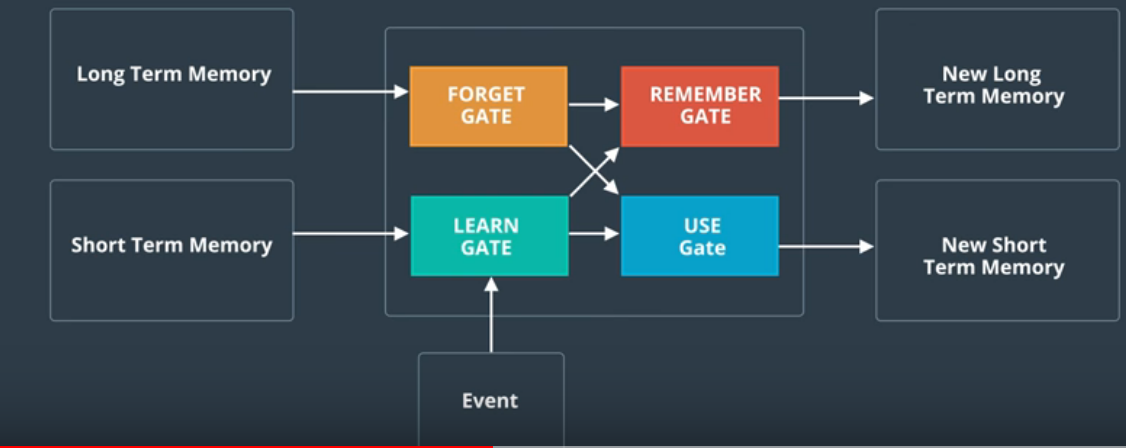 Long Term Memory
FORGET
GATE
REMEMBER
GATE
New Long
Term Memory
Short Term Memory
LEARN
GATE
USE
Gate
New Short
Term Memory
Event